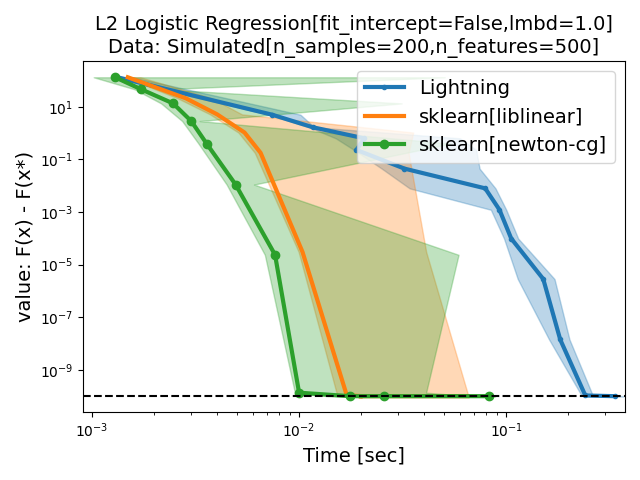 L2 Logistic Regression[fit_intercept=False,lmbd=1.0]
Data: Simulated[n_samples=200,n_features=500]
Lightning
sklearn[liblinear]
sklearn[newton-cg]
value: F(x) - F(x*)
10¹
10⁻¹
10⁻³
10⁻⁵
10⁻⁷
10⁻⁹
10⁻³
10⁻²
10⁻¹
Time [sec]